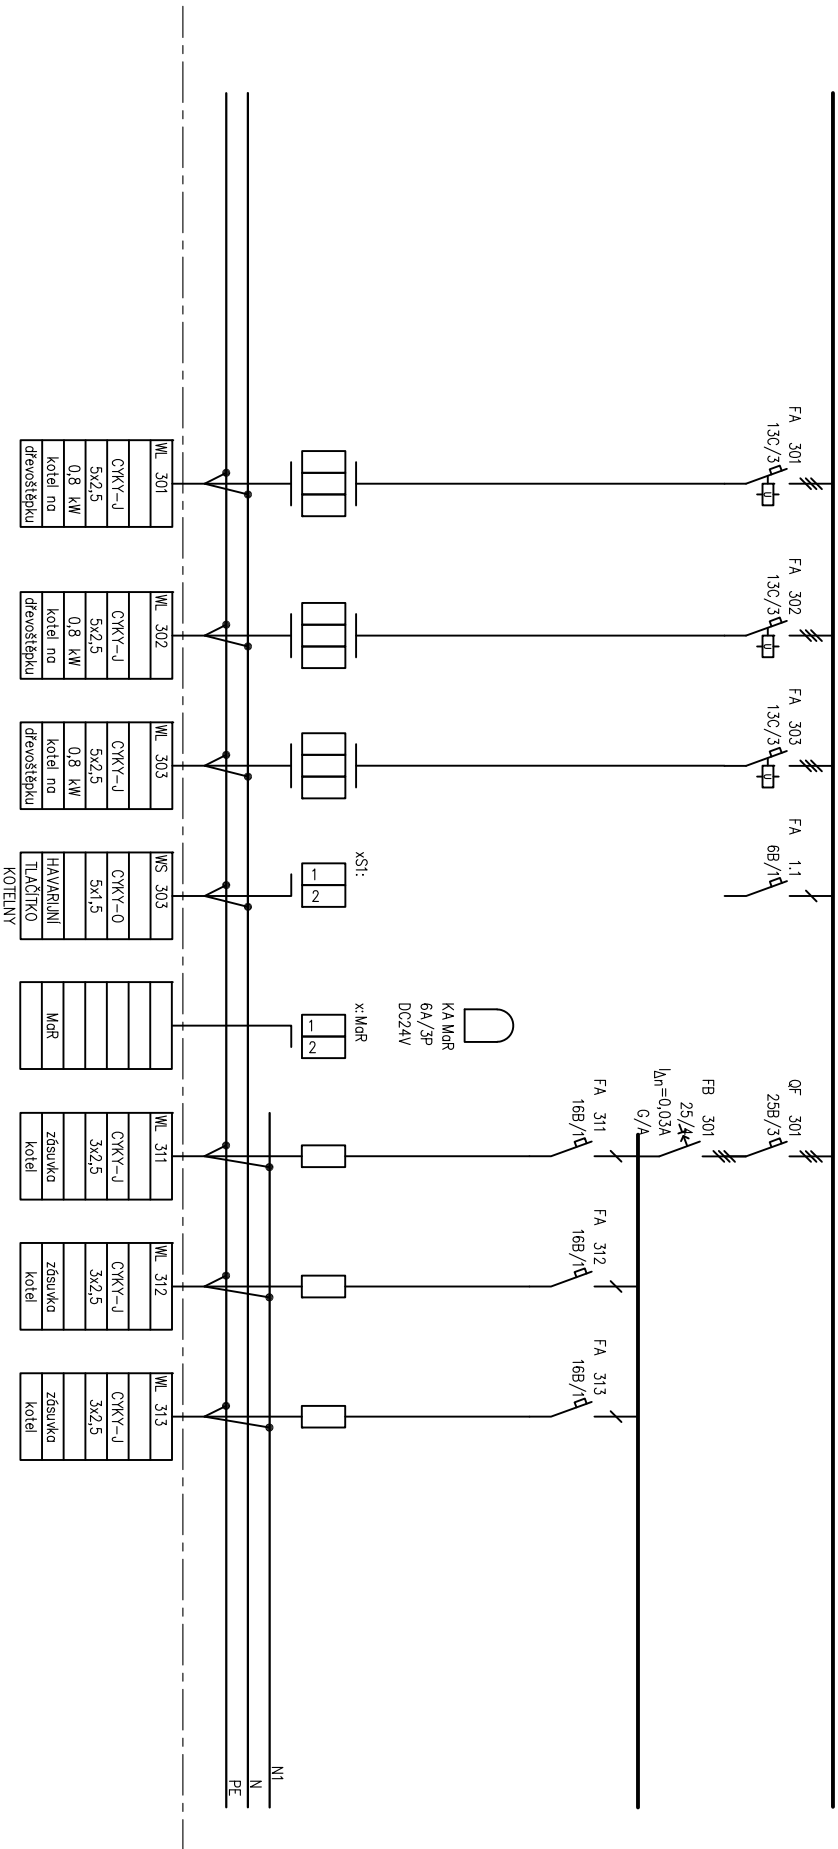 FA 301
13C/3
U
FA 302
13C/3
U
FA 303
13C/3
U
FA 1.1
6B/1
QF 301
25B/3
FB 301
25/4
I∆n=0,03A
G/A
FA 311
16B/1
FA 312
16B/1
FA 313
16B/1
KA MaR
6A/3P
DC24V
xS1:
1
2
x:MaR
1
2
N1
N
PE
WL 301
CYKY-J
5x2,5
0,8 kW
kotel na
dřevoštěpku
WL 302
CYKY-J
5x2,5
0,8 kW
kotel na
dřevoštěpku
WL 303
CYKY-J
5x2,5
0,8 kW
kotel na
dřevoštěpku
WS 303
CYKY-O
5x1,5
HAVARIJNÍ
TLAČÍTKO
KOTELNY
MaR
WL 311
CYKY-J
3x2,5
zásuvka
kotel
WL 312
CYKY-J
3x2,5
zásuvka
kotel
WL 313
CYKY-J
3x2,5
zásuvka
kotel